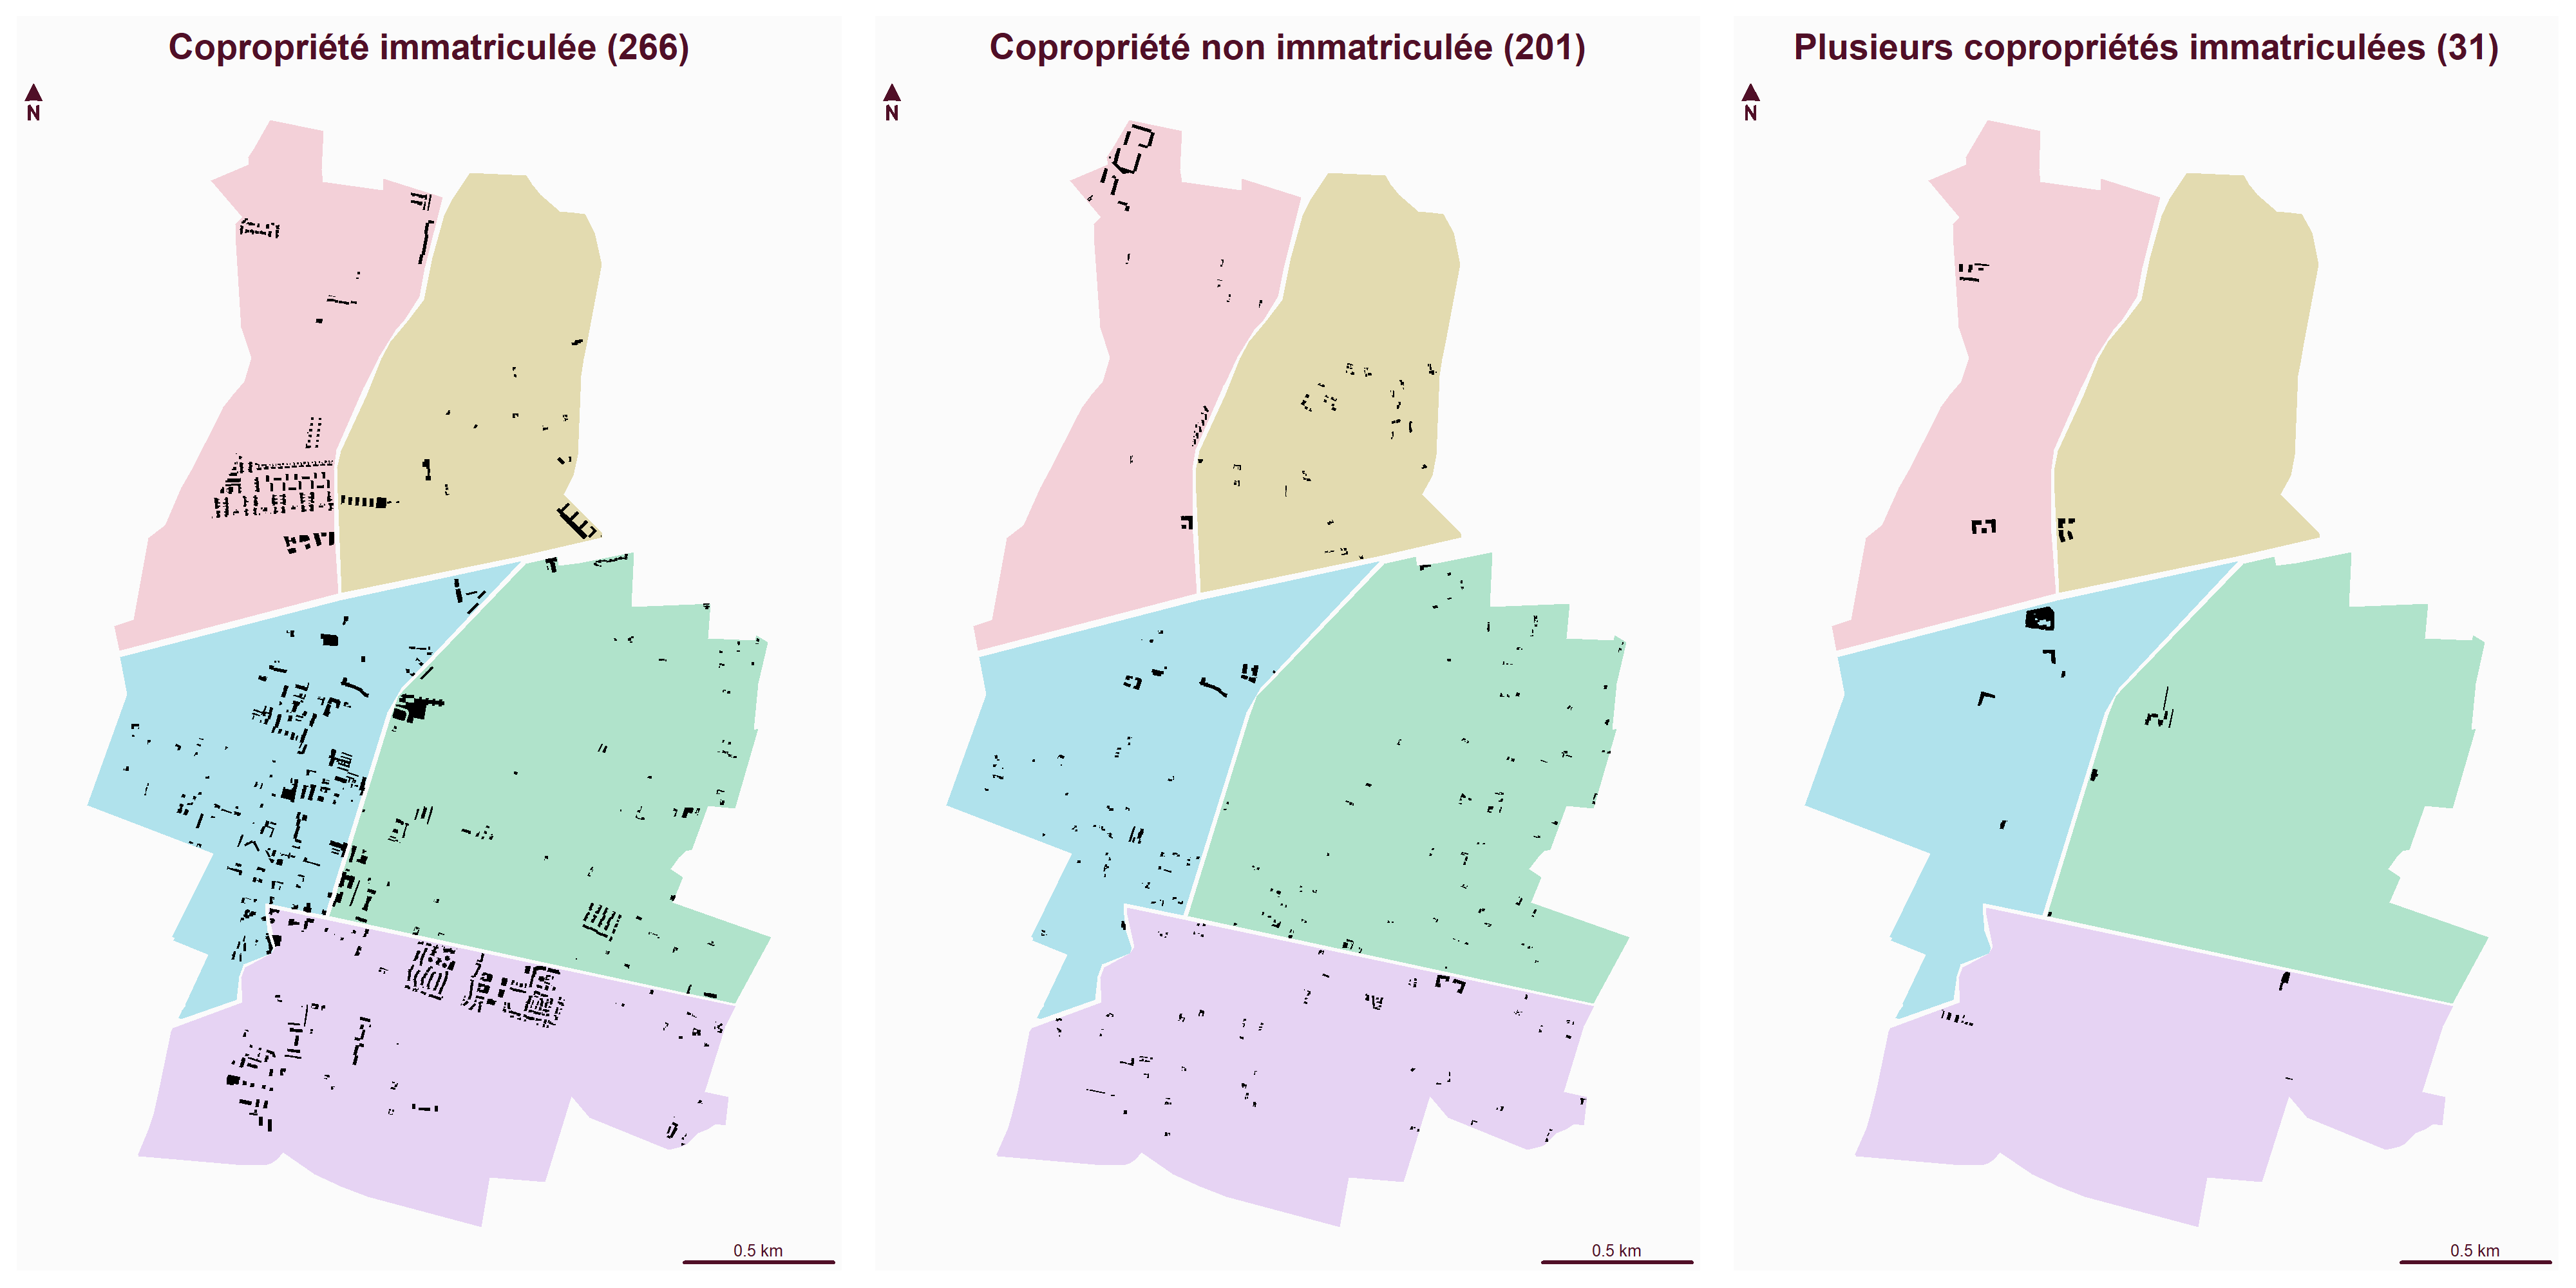 Copropriété immatriculée (266)
Copropriété non immatriculée (201)
Plusieurs copropriétés immatriculées (31)
N
N
N
0.5 km
0.5 km
0.5 km